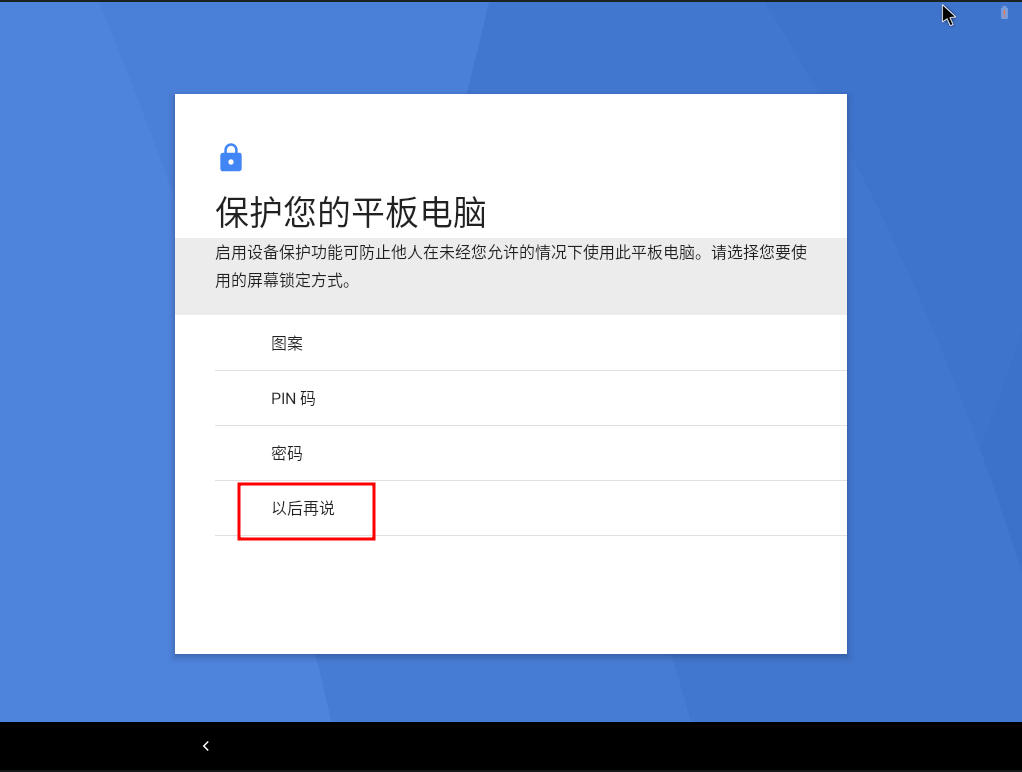 保护您的平板电脑
启用设备保护功能可防止他人在未经您允许的情况下使用此平板电脑。请选择您要使
用的屏幕锁定方式。
图案
PIN 码
密码
以后再说